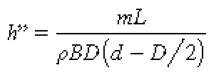 h’’ = mL / ρBD(d − D/2)